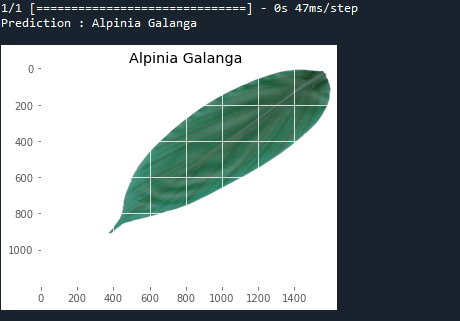 1/1 [==============================] - 0s 47ms/step
Prediction : Alpinia Galanga
Alpinia Galanga
0
200
400
600
800
1000
0 200 400 600 800 1000 1200 1400